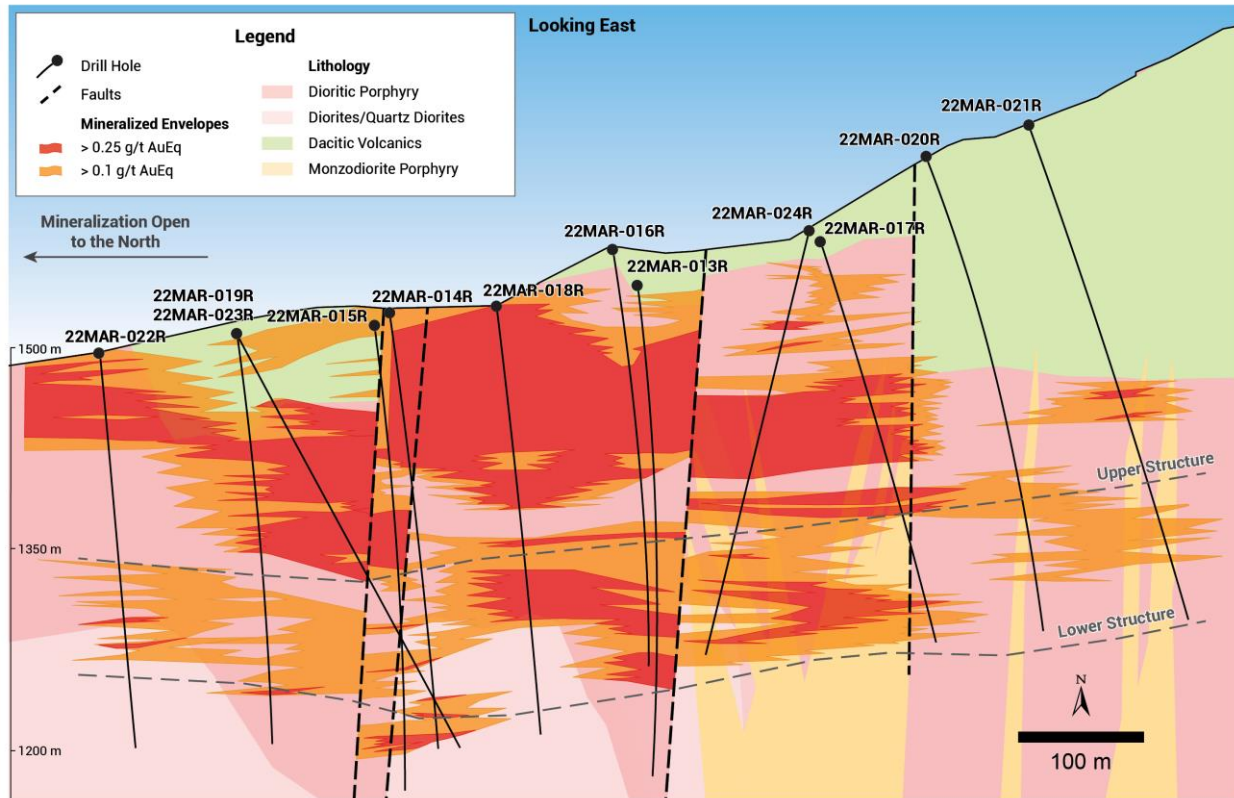 Looking East
Legend
Drill Hole
Faults
Mineralized Envelopes
> 0.25 g/t AuEq
> 0.1 g/t AuEq
Lithology
Dioritic Porphyry
Diorites/Quartz Diorites
Dacitic Volcanics
Monzodiorite Porphyry
Mineralization Open
to the North
22MAR-021R
22MAR-020R
22MAR-024R
22MAR-017R
22MAR-016R
22MAR-013R
22MAR-019R
22MAR-023R
22MAR-014R
22MAR-018R
22MAR-015R
22MAR-022R
1500 m
1350 m
1200 m
Upper Structure
Lower Structure
N
100 m